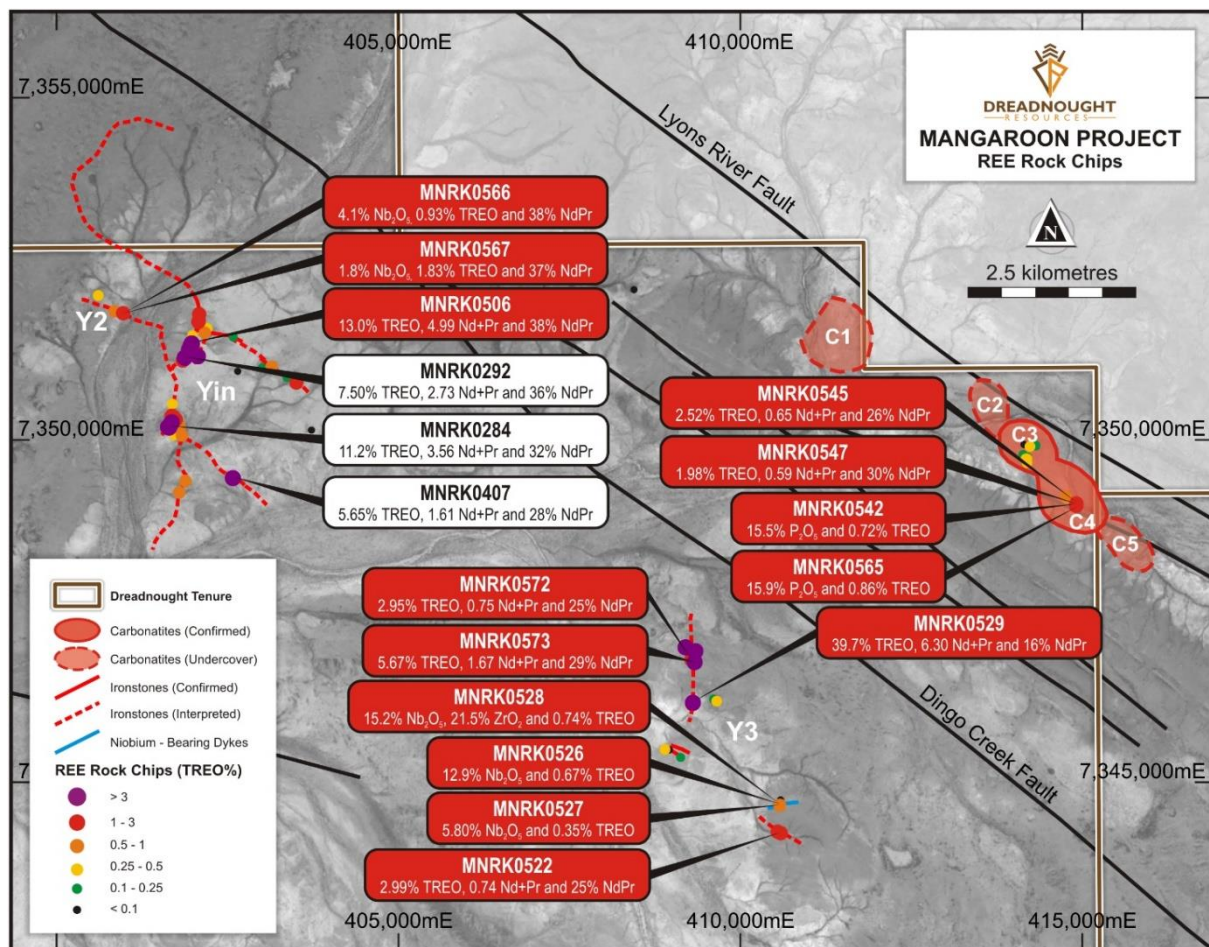 405,000mE
410,000mE
7,355,000mE
DREADNOUGHT
RESOURCES
MANGAROON PROJECT
REE Rock Chips
N
2.5 kilometres
Lyons River Fault
MNRK0566
4.1% Nb₂O₅, 0.93% TREO and 38% NdPr
MNRK0567
1.8% Nb₂O₅, 1.83% TREO and 37% NdPr
MNRK0506
13.0% TREO, 4.99 Nd+Pr and 38% NdPr
MNRK0292
7.50% TREO, 2.73 Nd+Pr and 36% NdPr
MNRK0284
11.2% TREO, 3.56 Nd+Pr and 32% NdPr
MNRK0407
5.65% TREO, 1.61 Nd+Pr and 28% NdPr
Y2
Yin
7,350,000mE
C1
C2
C3
C4
C5
7,350,000mE
MNRK0545
2.52% TREO, 0.65 Nd+Pr and 26% NdPr
MNRK0547
1.98% TREO, 0.59 Nd+Pr and 30% NdPr
MNRK0542
15.5% P₂O₅ and 0.72% TREO
MNRK0565
15.9% P₂O₅ and 0.86% TREO
MNRK0529
39.7% TREO, 6.30 Nd+Pr and 16% NdPr
MNRK0572
2.95% TREO, 0.75 Nd+Pr and 25% NdPr
MNRK0573
5.67% TREO, 1.67 Nd+Pr and 29% NdPr
MNRK0528
15.2% Nb₂O₅, 21.5% ZrO₂ and 0.74% TREO
MNRK0526
12.9% Nb₂O₅ and 0.67% TREO
MNRK0527
5.80% Nb₂O₅ and 0.35% TREO
MNRK0522
2.99% TREO, 0.74 Nd+Pr and 25% NdPr
Y3
Dingo Creek Fault
7,345,000mE
7
Dreadnought Tenure
Carbonatites (Confirmed)
Carbonatites (Undercover)
Ironstones (Confirmed)
Ironstones (Interpreted)
Niobium - Bearing Dykes
REE Rock Chips (TREO%)
> 3
1 - 3
0.5 - 1
0.25 - 0.5
0.1 - 0.25
< 0.1
405,000mE
410,000mE
415,000mE